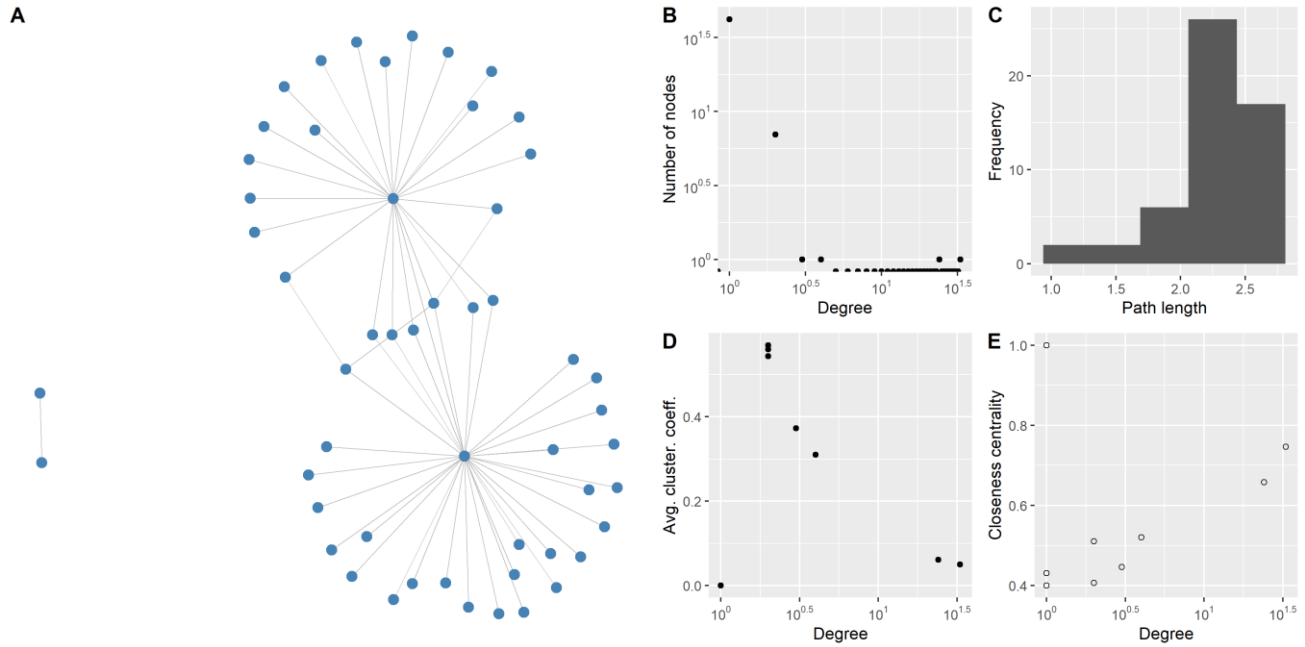 A
B
Number of nodes
10^1.5
10^1
10^0.5
10^0
10^0 10^0.5 10^1 10^1.5
Degree
C
Frequency
20
10
0
1.0 1.5 2.0 2.5
Path length
D
Avg. cluster. coeff.
0.4
0.2
0.0
10^0 10^0.5 10^1 10^1.5
Degree
E
Closeness centrality
1.0
0.8
0.6
0.4
10^0 10^0.5 10^1 10^1.5
Degree